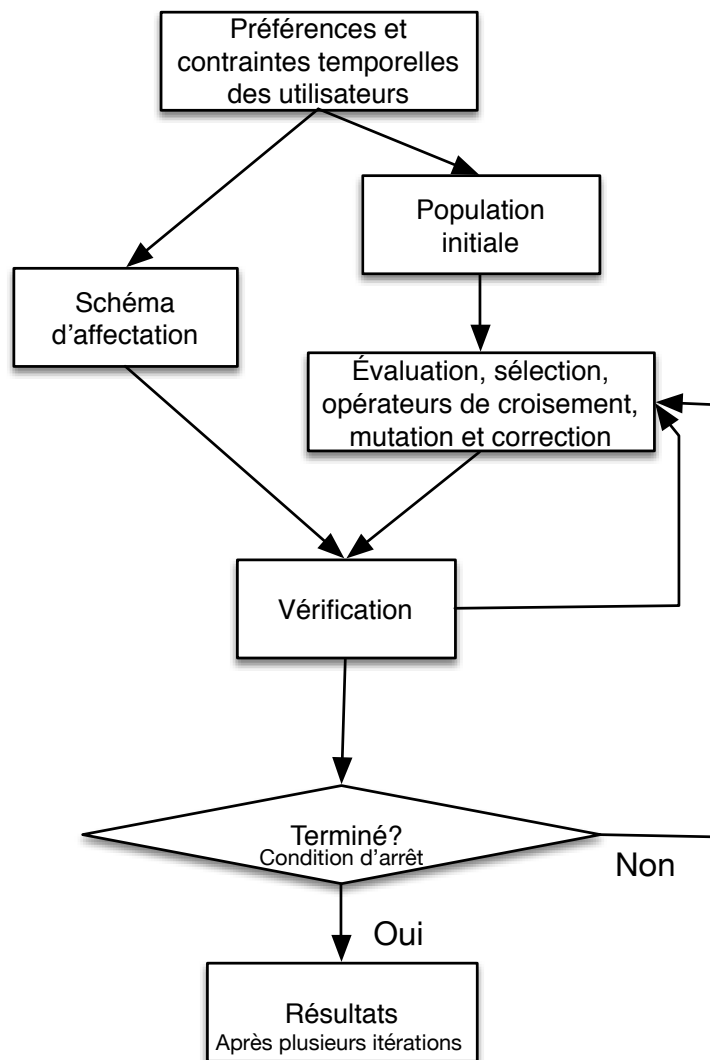 Préférences et
contraintes temporelles
des utilisateurs
Population
initiale
Schéma
d'affectation
Évaluation, sélection,
opérateurs de croisement,
mutation et correction
Vérification
Terminé?
Condition d'arrêt
Non
Oui
Résultats
Après plusieurs itérations